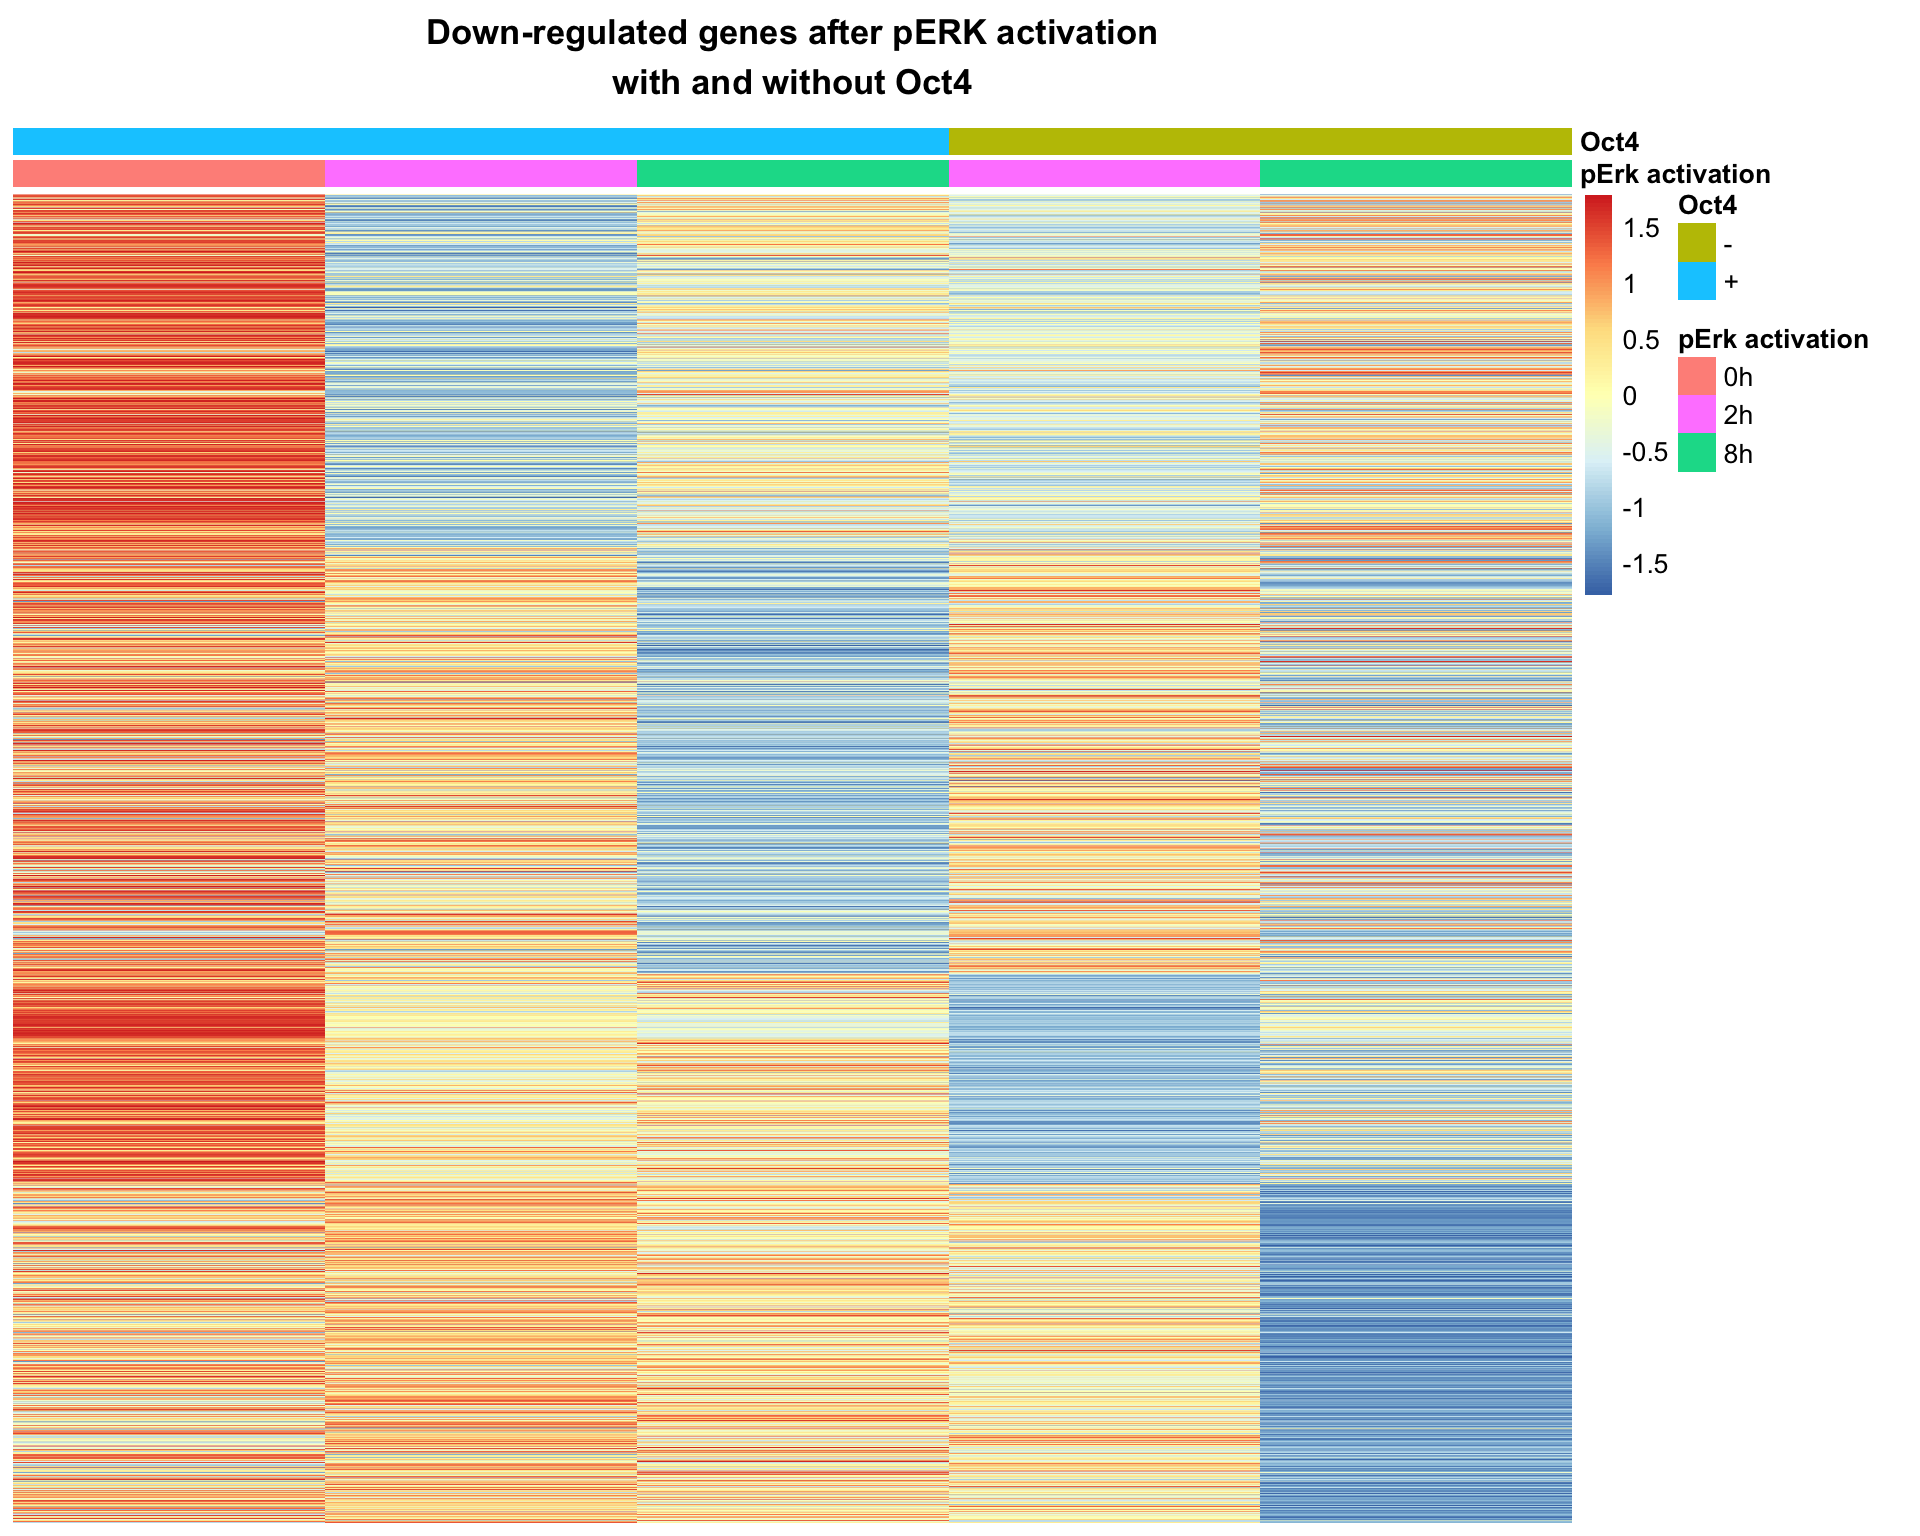 Down-regulated genes after pERK activation
with and without Oct4
Oct4
pErk activation
1.5
1
0.5
0
-0.5
-1
-1.5
Oct4
-
+
pErk activation
0h
2h
8h